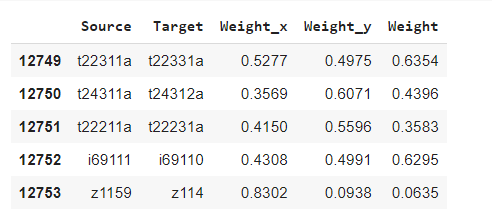 Source Target Weight_x Weight_y Weight
12749 t22311a t22331a 0.5277 0.4975 0.6354
12750 t24311a t24312a 0.3569 0.6071 0.4396
12751 t22211a t22231a 0.4150 0.5596 0.3583
12752 i69111 i69110 0.4308 0.4991 0.6295
12753 z1159 z114 0.8302 0.0938 0.0635